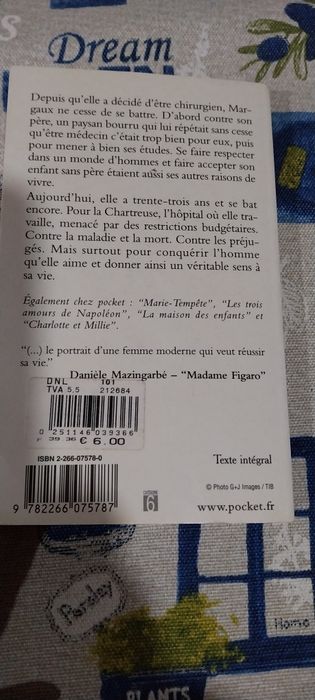 Dream
Depuis qu'elle a décidé d'être chirurgien, Mar-
gaux ne cesse de se battre. D'abord contre son
père, un paysan bourru qui lui répétait sans cesse
qu'être médecin c'était trop bien pour eux, puis
pour mener à bien ses études. Se faire respecter
dans un monde d'hommes et faire accepter son
enfant sans père étaient aussi ses autres raisons de
vivre.
Aujourd'hui, elle a trente-trois ans et se bat
encore. Pour la Chartreuse, l'hôpital où elle tra-
vaille, menacé par des restrictions budgétaires.
Contre la maladie et la mort. Contre les préju-
gés. Mais surtout pour conquérir l'homme
qu'elle aime et donner ainsi un véritable sens à
sa vie.
Également chez pocket : “Marie-Tempête”, “Les trois
amours de Napoléon”, “La maison des enfants” et
“Charlotte et Millie”.
“(...) le portrait d'une femme moderne qui veut réussir
sa vie.”
Danièle Mazingarbé – “Madame Figaro”
DNL 101
TVA 5,5 212684
0 251146 039366
F 39 36 € 6.00
ISBN 2-266-07578-0
Texte intégral
© Photo G+J Images / TIB
9 782266 075787
6
www.pocket.fr
Parsley
Home
PLANTS